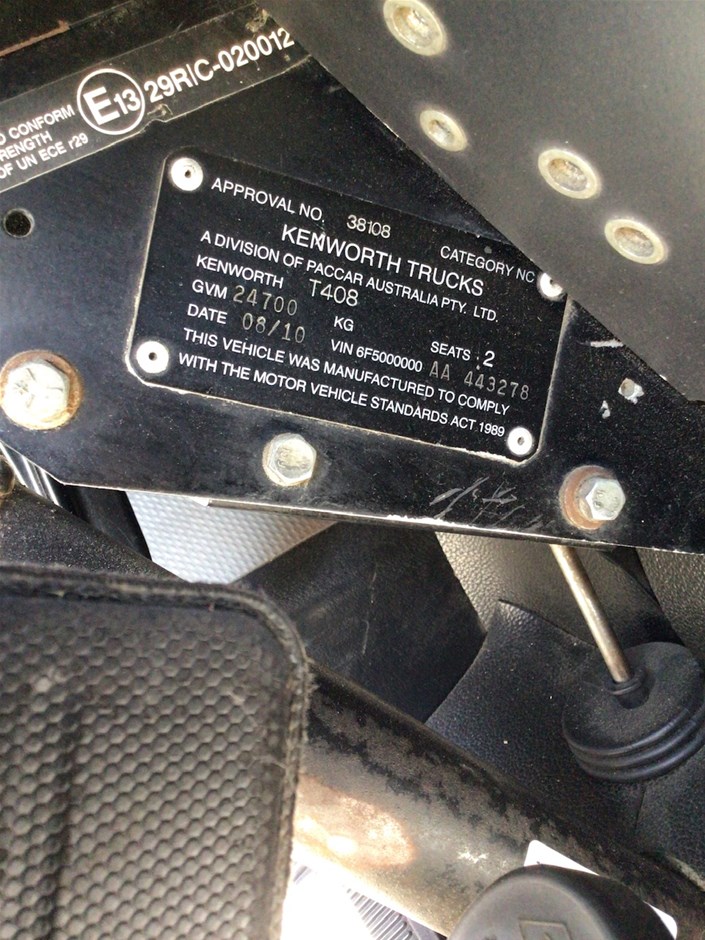 O CONFORM
RENGTH
OF UN ECE r29
E13 29R/C-020012
APPROVAL NO. 38108 CATEGORY NC
KENWORTH TRUCKS
A DIVISION OF PACCAR AUSTRALIA PTY. LTD.
KENWORTH T408
GVM 24700 KG SEATS .2
DATE 08/10 VIN 6F5000000 AA 443278
THIS VEHICLE WAS MANUFACTURED TO COMPLY
WITH THE MOTOR VEHICLE STANDARDS ACT 1989